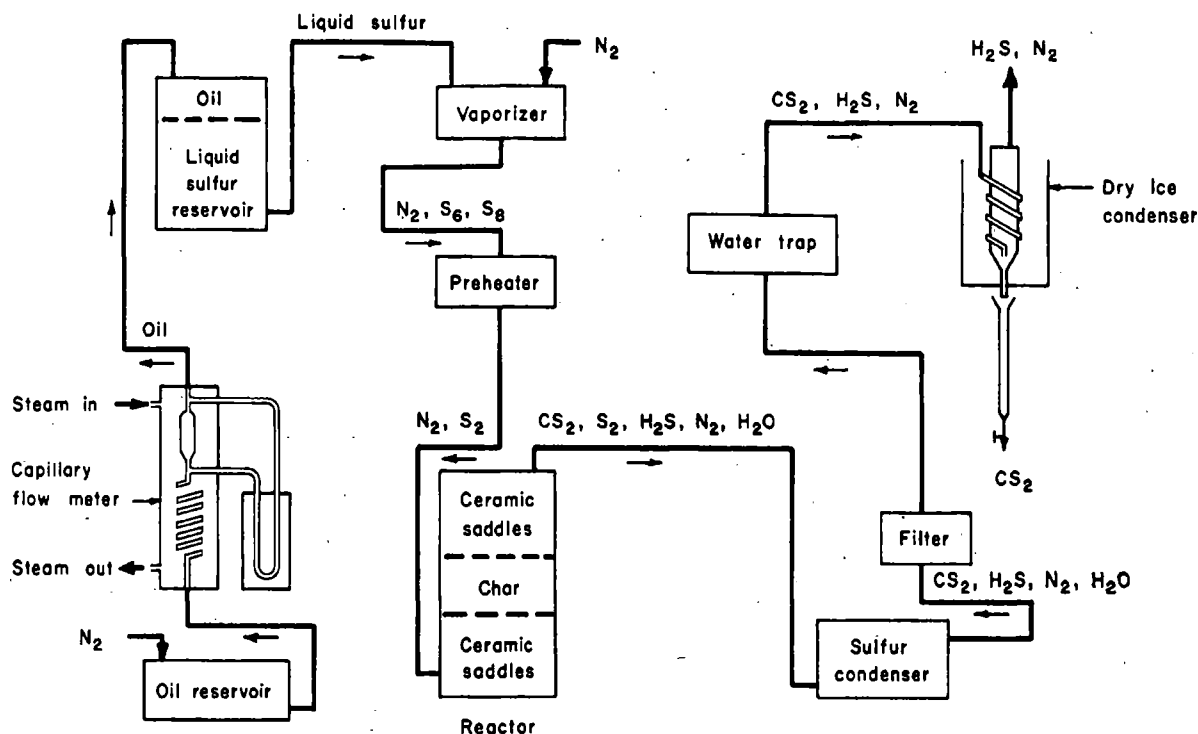 Liquid sulfur
N₂
Oil
Liquid
sulfur
reservoir
Vaporizer
N₂, S₆, S₈
Preheater
Oil
Steam in
Capillary
flow meter
Steam out
N₂
Oil reservoir
N₂, S₂
CS₂, S₂, H₂S, N₂, H₂O
Ceramic
saddles
Char
Ceramic
saddles
Reactor
Sulfur
condenser
CS₂, H₂S, N₂, H₂O
Filter
Water trap
CS₂, H₂S, N₂
H₂S, N₂
Dry Ice
condenser
CS₂